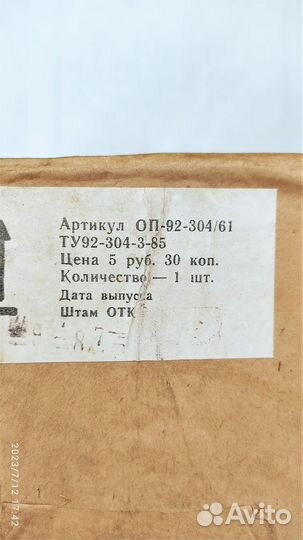 Артикул ОП-92-304/61
ТУ92-304-3-85
Цена 5 руб. 30 коп.
Количество — 1 шт.
Дата выпуска
Штам ОТК
2023/7/12 17:42
Avito